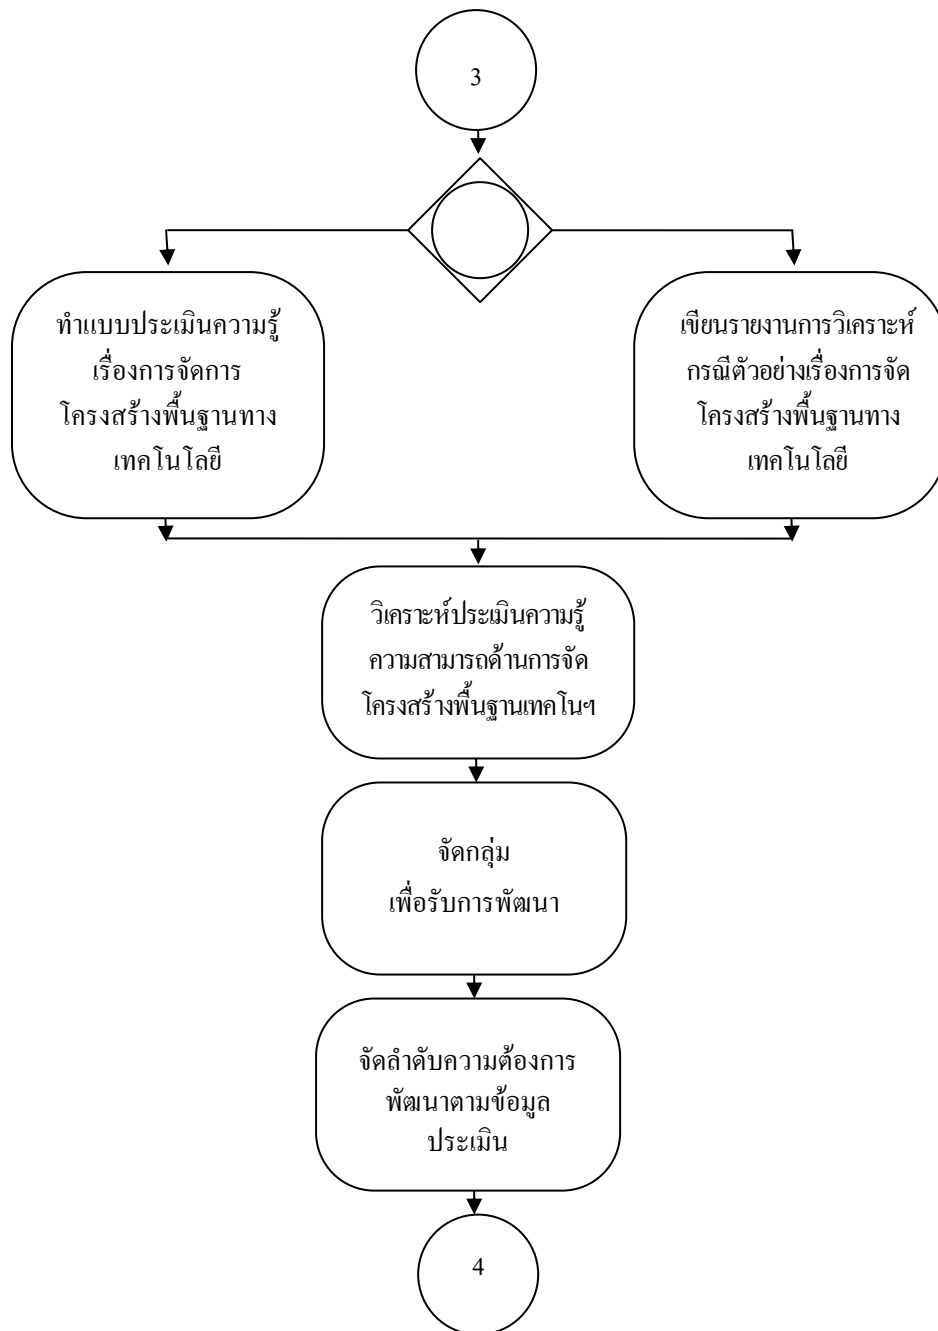 3
ทำแบบประเมินความรู้
เรื่องการจัดการ
โครงสร้างพื้นฐานทาง
เทคโนโลยี
เขียนรายงานการวิเคราะห์
กรณีตัวอย่างเรื่องการจัด
โครงสร้างพื้นฐานทาง
เทคโนโลยี
วิเคราะห์ประเมินความรู้
ความสามารถด้านการจัด
โครงสร้างพื้นฐานเทคโนฯ
จัดกลุ่ม
เพื่อรับการพัฒนา
จัดลำดับความต้องการ
พัฒนาตามข้อมูล
ประเมิน
4